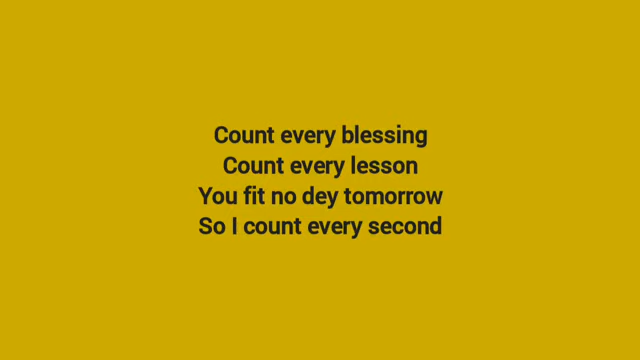 Count every blessing
Count every lesson
You fit no dey tomorrow
So I count every second